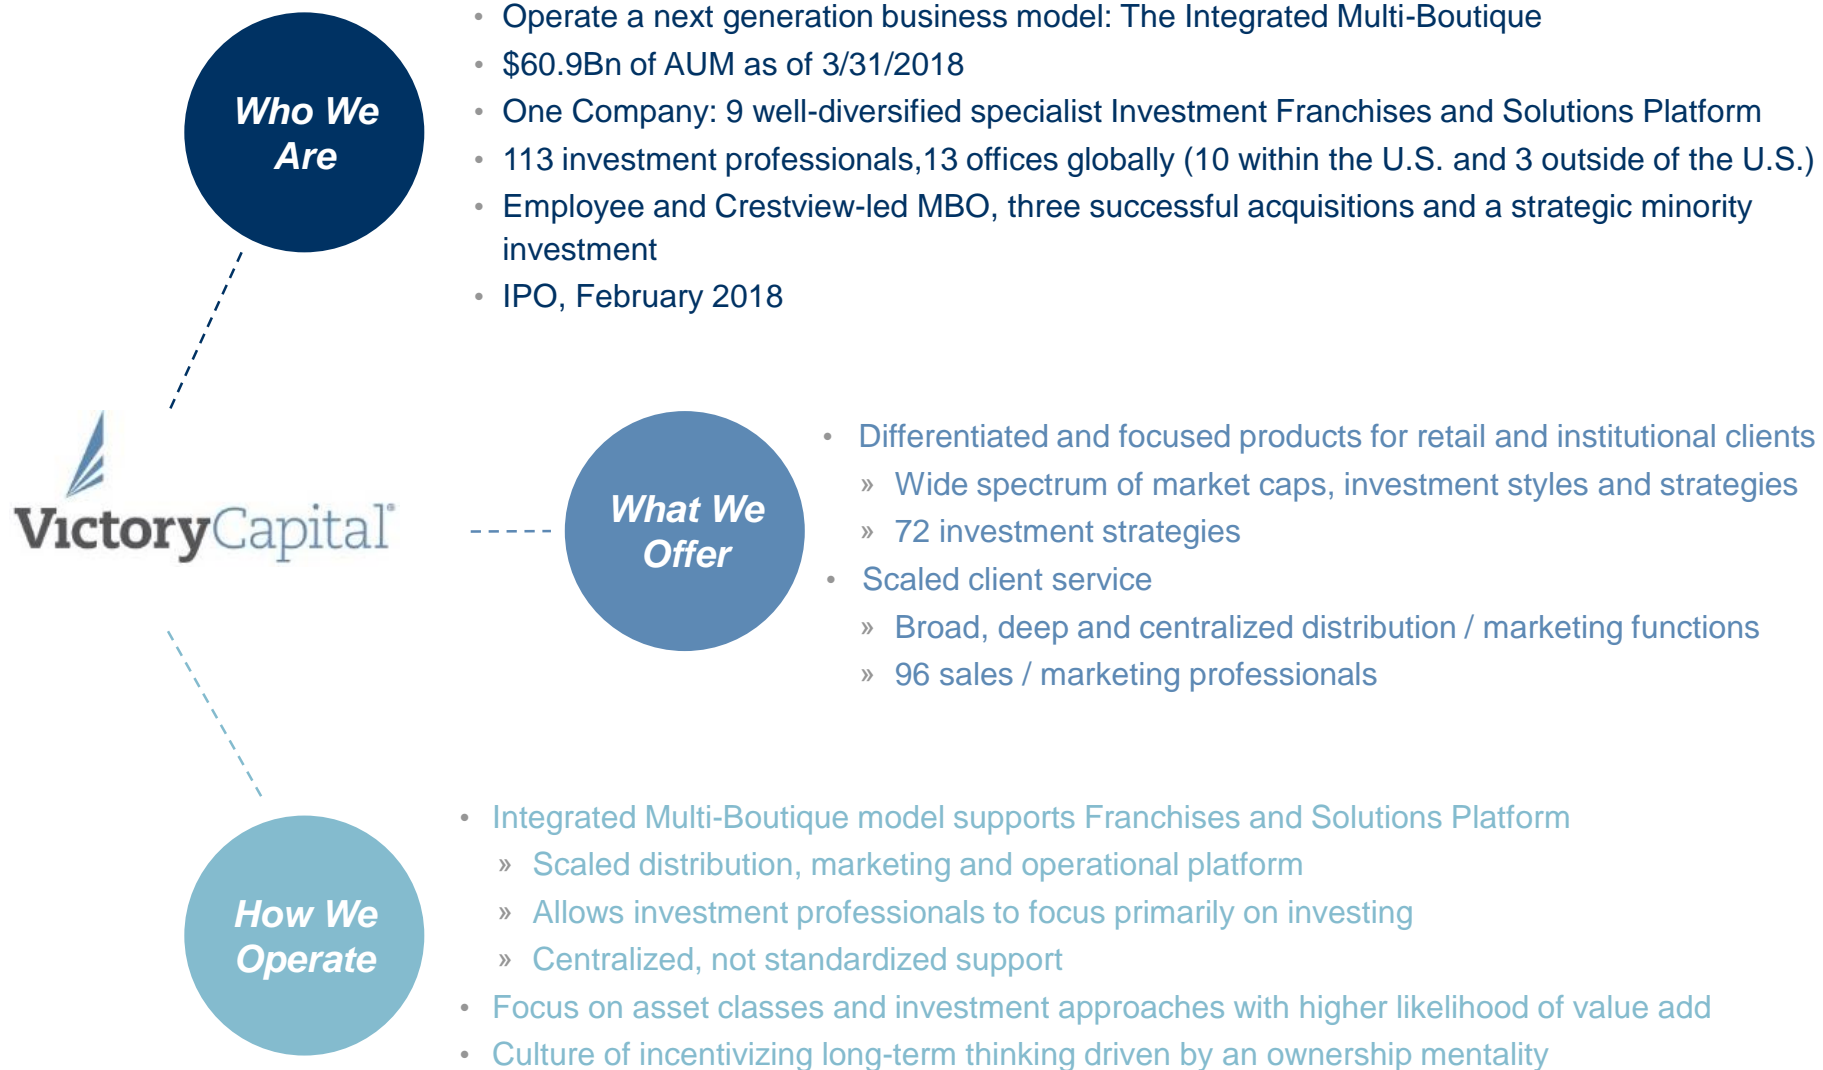 Who We
Are
• Operate a next generation business model: The Integrated Multi-Boutique
• $60.9Bn of AUM as of 3/31/2018
• One Company: 9 well-diversified specialist Investment Franchises and Solutions Platform
• 113 investment professionals,13 offices globally (10 within the U.S. and 3 outside of the U.S.)
• Employee and Crestview-led MBO, three successful acquisitions and a strategic minority
investment
• IPO, February 2018
VictoryCapital®
What We
Offer
• Differentiated and focused products for retail and institutional clients
» Wide spectrum of market caps, investment styles and strategies
» 72 investment strategies
• Scaled client service
» Broad, deep and centralized distribution / marketing functions
» 96 sales / marketing professionals
How We
Operate
• Integrated Multi-Boutique model supports Franchises and Solutions Platform
» Scaled distribution, marketing and operational platform
» Allows investment professionals to focus primarily on investing
» Centralized, not standardized support
• Focus on asset classes and investment approaches with higher likelihood of value add
• Culture of incentivizing long-term thinking driven by an ownership mentality